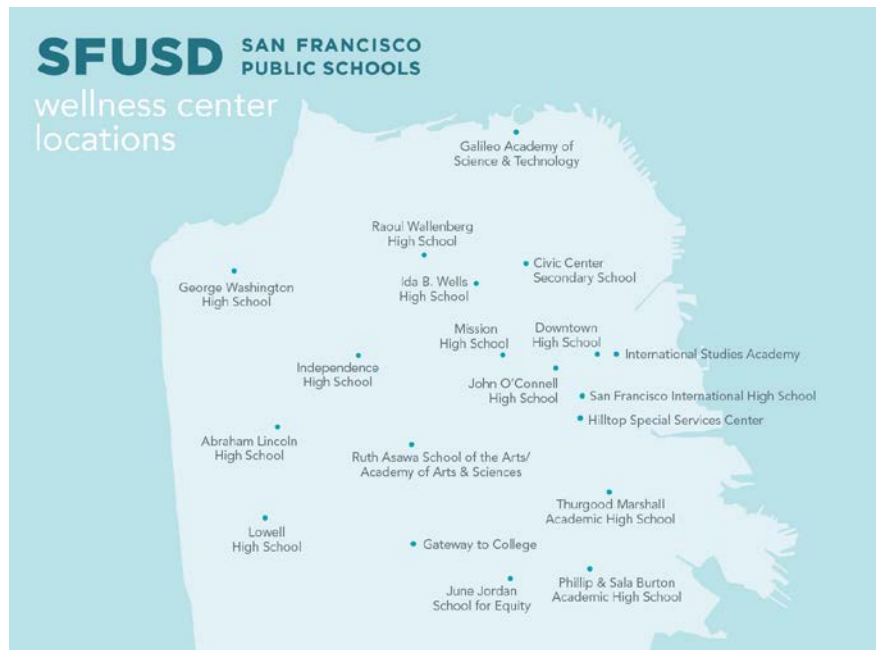 SFUSD
SAN FRANCISCO
PUBLIC SCHOOLS
wellness center
locations
Galileo Academy of
Science & Technology
Raoul Wallenberg
High School
Civic Center
Secondary School
George Washington
High School
Ida B. Wells
High School
Mission
High School
Downtown
High School
International Studies Academy
Independence
High School
John O'Connell
High School
San Francisco International High School
Hilltop Special Services Center
Abraham Lincoln
High School
Ruth Asawa School of the Arts/
Academy of Arts & Sciences
Thurgood Marshall
Academic High School
Lowell
High School
Gateway to College
June Jordan
School for Equity
Phillip & Sala Burton
Academic High School